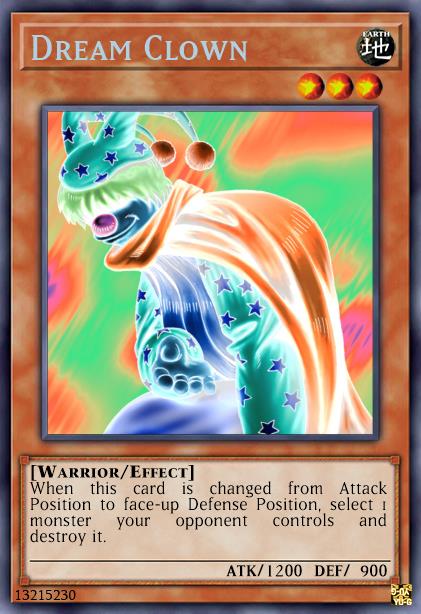 DREAM CLOWN
EARTH
地
[WARRIOR/EFFECT]
When this card is changed from Attack
Position to face-up Defense Position, select 1
monster your opponent controls and
destroy it.
ATK/1200 DEF/ 900
13215230